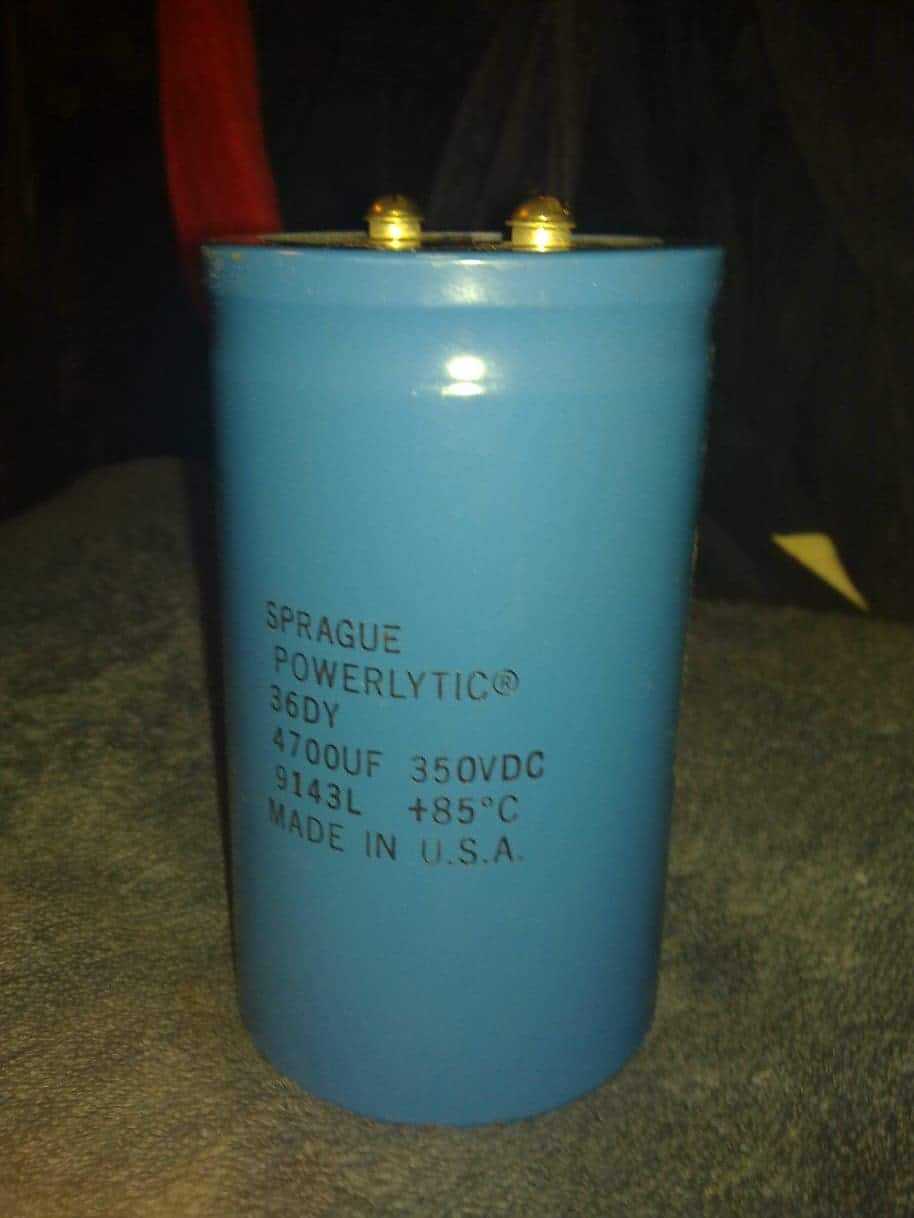 SPRAGUE
POWERLYTIC®
36DY
4700UF 350VDC
9143L +85°C
MADE IN U.S.A.